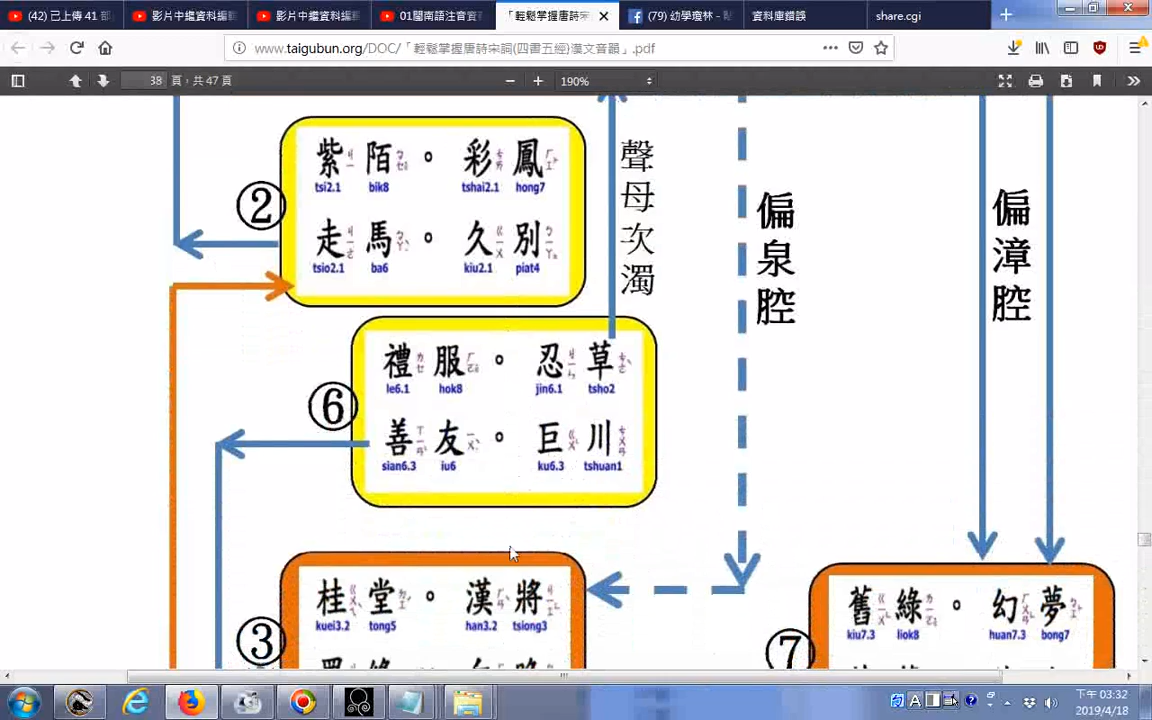 (42) 已上傳 41 部
影片中繼資料編輯
影片中繼資料編輯
01閩南語注音寶
「輕鬆掌握唐詩宋
(79) 幼學瓊林 -
資料庫錯誤
share.cgi
www.taigubun.org/DOC/「輕鬆掌握唐詩宋詞(四書五經)漢文音韻」.pdf
38 頁，共 47 頁
190%
紫陌。彩鳳
tsi2.1 bik8 tshai2.1 hong7
②
走馬。久別
tsio2.1 ba6 kiu2.1 piat4
聲母次濁
偏泉腔
偏漳腔
禮服。忍草
le6.1 hok8 jin6.1 tsho2
⑥
善友。巨川
sian6.3 iu6 ku6.3 tshuan1
桂堂。漢將
kuei3.2 tong5 han3.2 tsiong3
③
舊綠。幻夢
kiu7.3 liok8 huan7.3 bong7
⑦
下午 03:32
2019/4/18